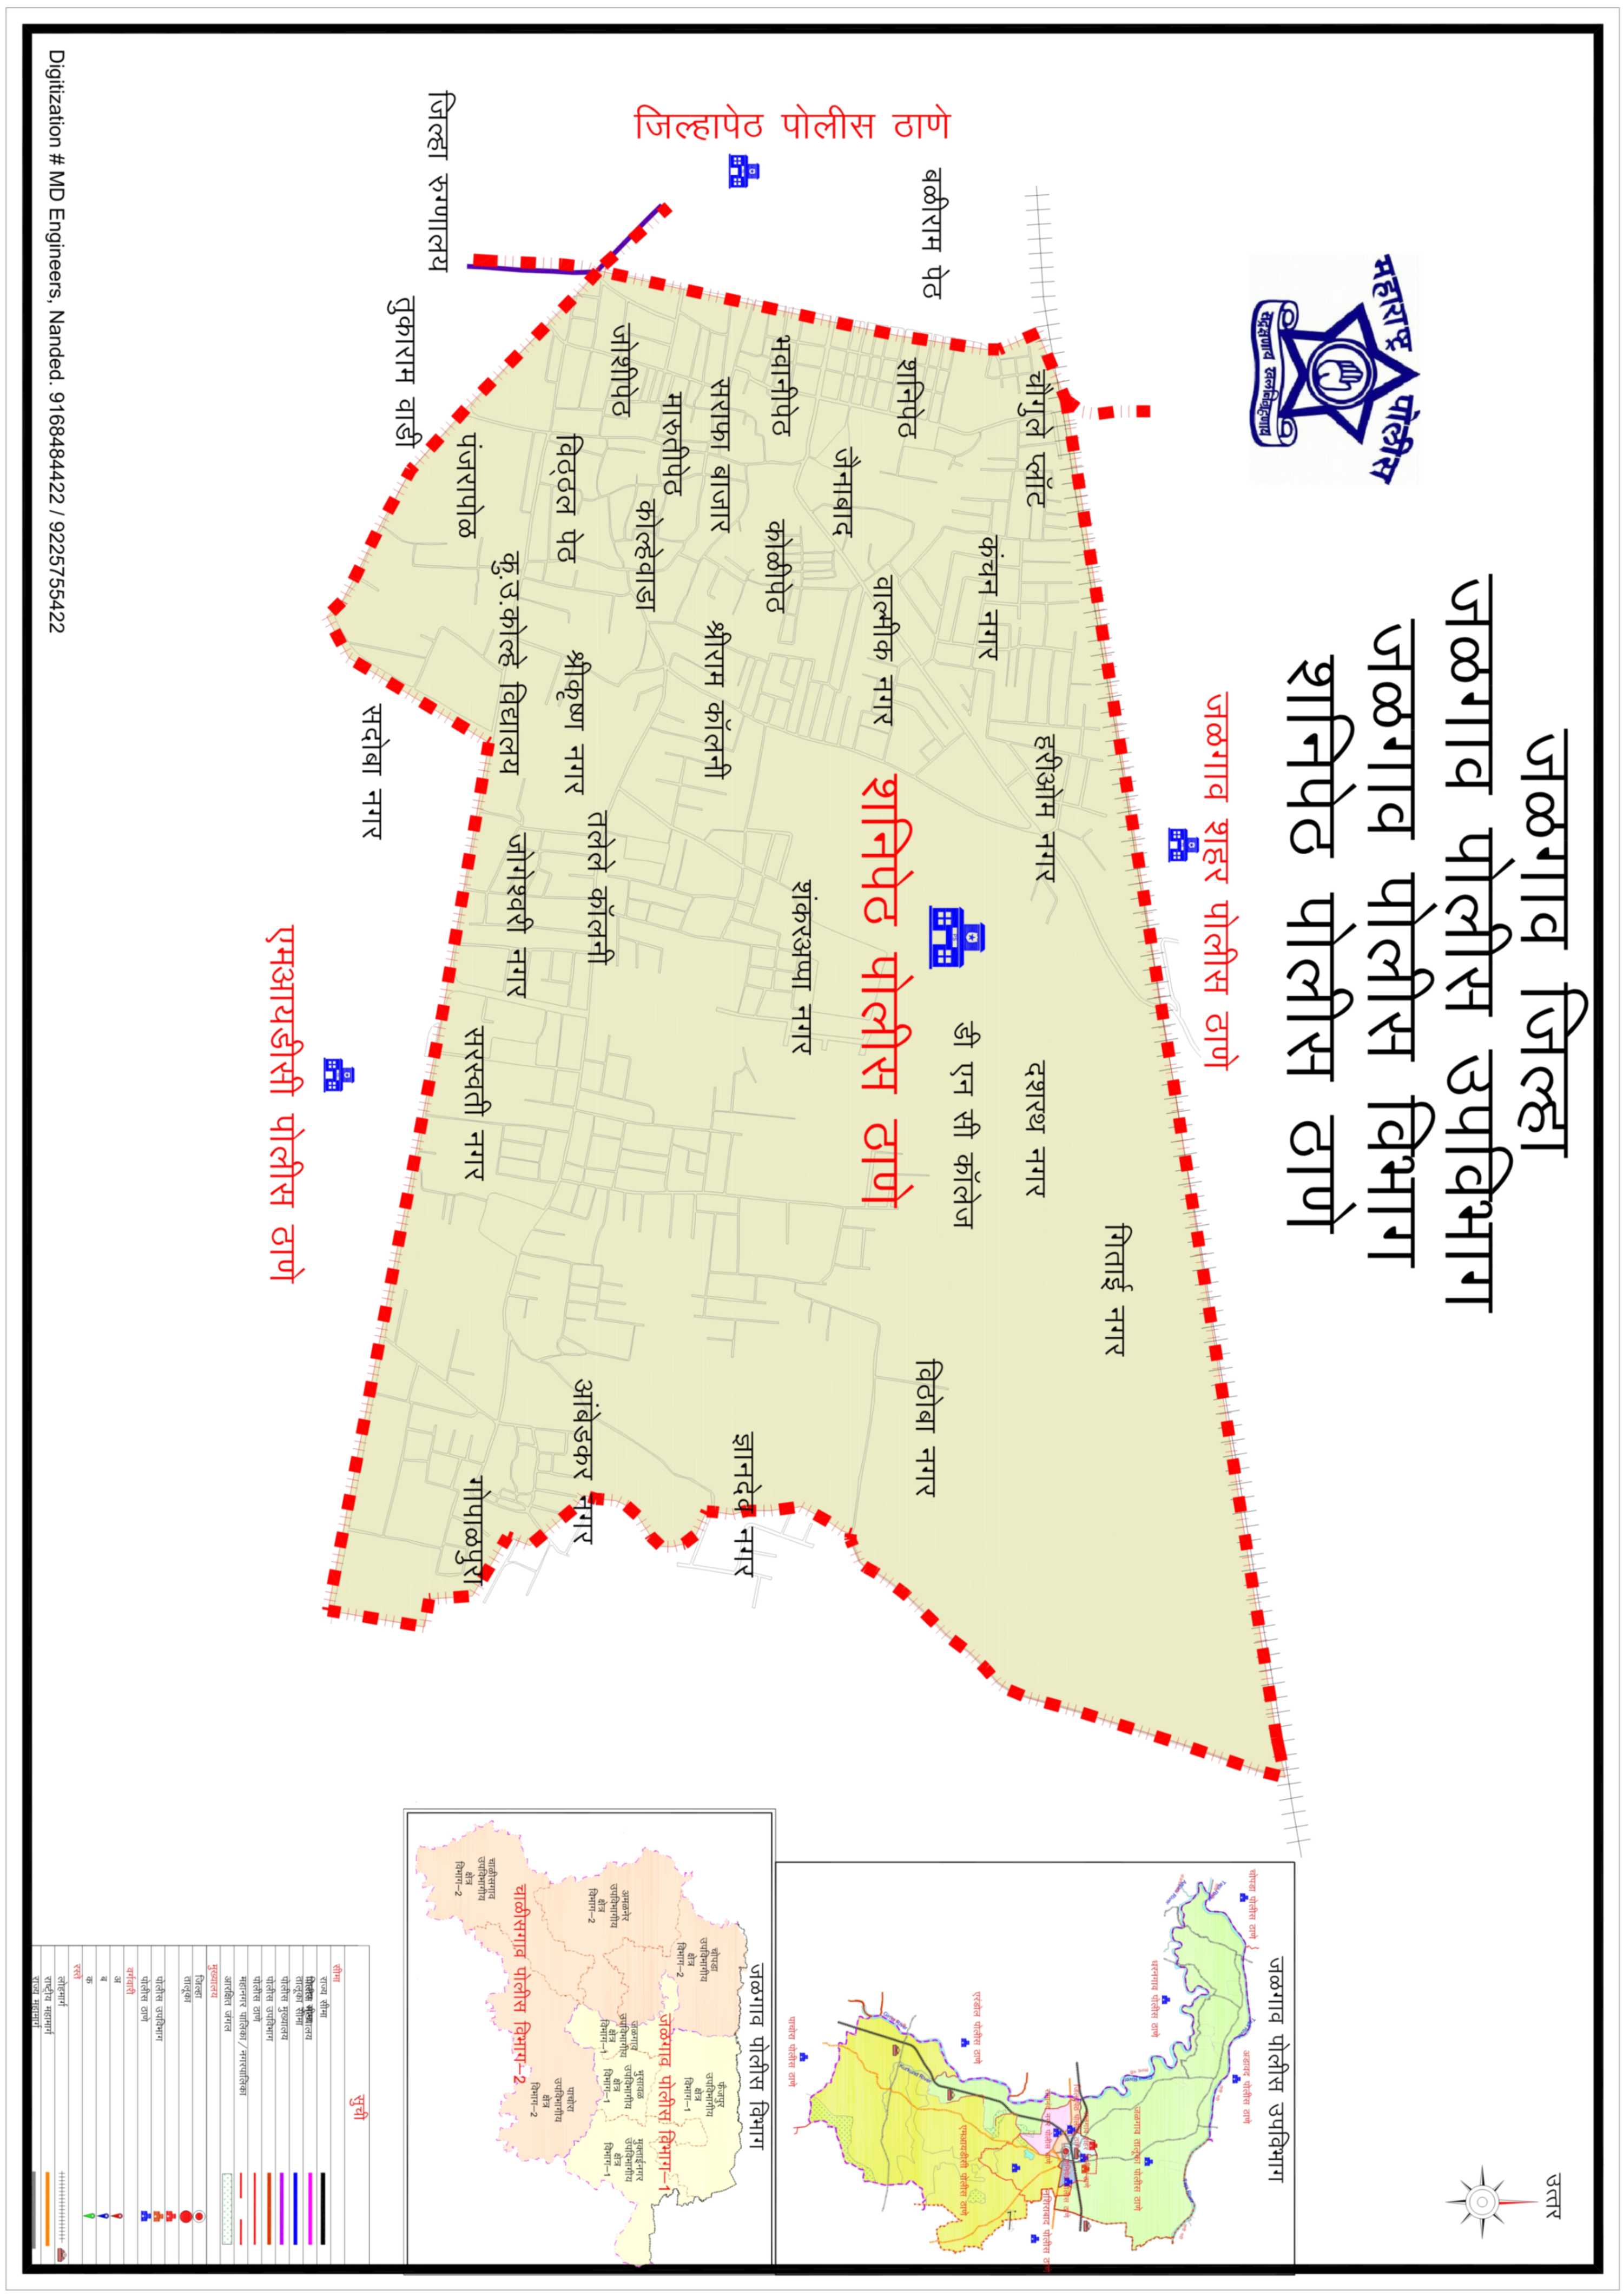 जळगाव जिल्हा
जळगाव पोलीस उपविभाग
जळगाव पोलीस विभाग
शनिपेठ पोलीस ठाणे
महाराष्ट्र पोलीस
सद्रक्षणाय खलनिग्रहणाय
उत्तर
जळगाव शहर पोलीस ठाणे
गिताई नगर
चौगुले प्लॉट
हरीओम नगर
दशरथ नगर
कंचन नगर
डी एन सी कॉलेज
बळीराम पेठ
विठोबा नगर
शनिपेठ
वाल्मीक नगर
शनिपेठ पोलीस ठाणे
जैनाबाद
जिल्हापेट पोलीस ठाणे
शंकरअप्पा नगर
भवानीपेठ
कोळीपेठ
ज्ञानदेव नगर
सराफा बाजार
श्रीराम कॉलनी
मारुतीपेठ
कोल्हेवाडा
जोशीपेठ
तलेले कॉलनी
आंबेडकर नगर
विठ्ठल पेठ
श्रीकृष्ण नगर
कु.उ.कोल्हे विद्यालय
जोगेश्वरी नगर
पंजरापोळ
सरस्वती नगर
गोपाळपुरा
जिल्हा रुग्णालय
तुकाराम वाडी
सदोबा नगर
एमआयडीसी पोलीस ठाणे
जळगाव पोलीस उपविभाग
चोपडा पोलीस ठाणे
अडावद पोलीस ठाणे
धरनगाव पोलीस ठाणे
जळगाव तालूका पोलीस ठाणे
नशिराबाद पोलीस
एरंडोल पोलीस ठाणे
एमआयडीसी पोलीस ठाणे
पाचोरा पोलीस ठाणे
जळगाव पोलीस विभाग
चोपडा
उपविभागीय
क्षेत्र
विभाग-2
फैजपुर
उपविभागीय
क्षेत्र
विभाग-1
जळगाव पोलीस विभाग-1
अमळनेर
उपविभागीय
क्षेत्र
विभाग-2
जळगाव
उपविभागीय
क्षेत्र
विभाग-1
भुसावळ
उपविभागीय
क्षेत्र
विभाग-1
मुक्ताईनगर
उपविभागीय
क्षेत्र
विभाग-1
पाचोरा
उपविभागीय
क्षेत्र
विभाग-2
चाळीसगाव पोलीस विभाग-2
चाळीसगाव
उपविभागीय
क्षेत्र
विभाग-2
सुची
सीमा
राज्य सीमा
तालूका सीमा
पोलीस मुख्यालय
पोलीस उपविभाग
पोलीस ठाणे
महानगर पालिका/नगरपालिका
आरक्षित जंगल
मुख्यालय
जिल्हा
तालूका
पोलीस उपविभाग
पोलीस ठाणे
वर्गवारी
अ
ब
क
रस्ते
लोहमार्ग
राष्ट्रीय महामार्ग
राज्य महामार्ग
Digitization # MD Engineers, Nanded. 9168484422 / 9225755422